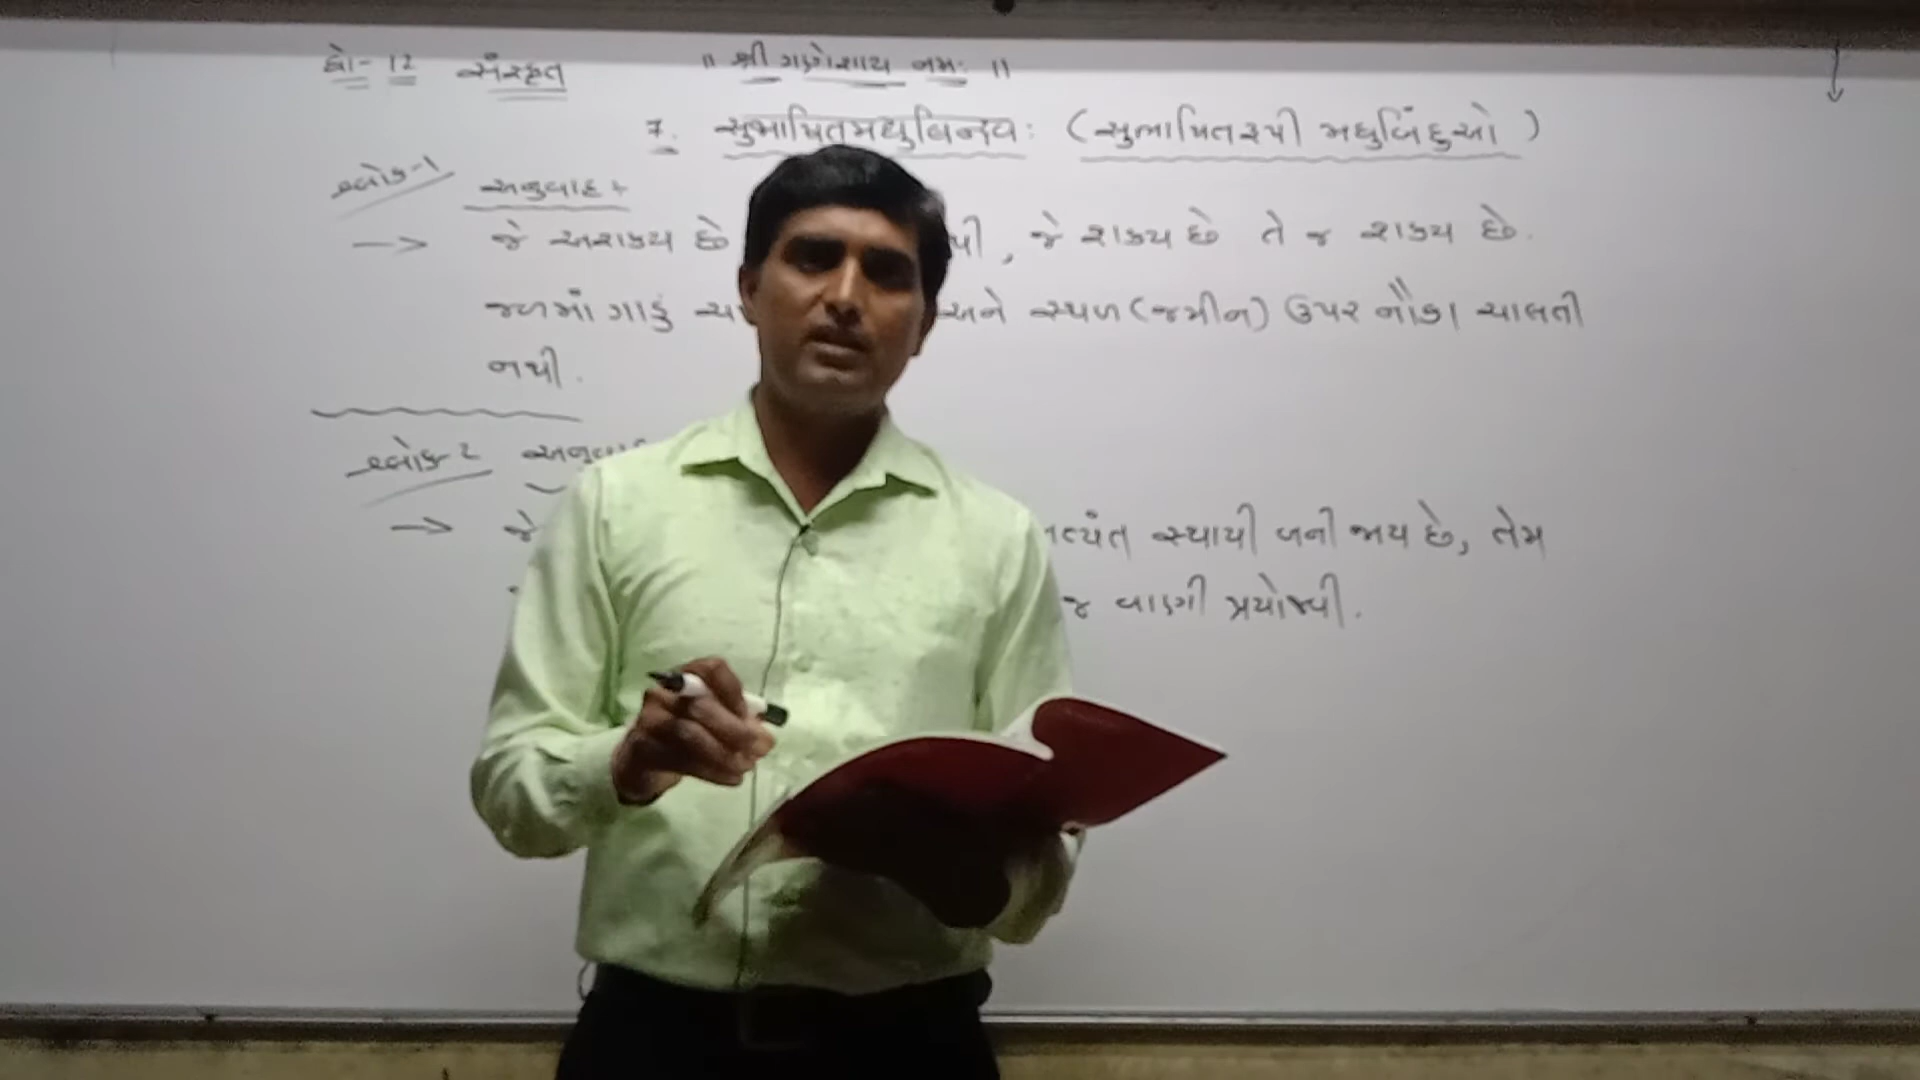 ધો-12 સંસ્કૃત ॥ શ્રી ગણેશાય નમઃ ॥
7. સુભાષિતમધુબિન્દવઃ (સુભાષિતરૂપી મધુબિંદુઓ)
શ્લોક-1 અનુવાદ :
→ જે અશક્ય છે , જે શક્ય છે તે જ શક્ય છે.
જળમાં ગાડું અને સ્થળ (જમીન) ઉપર નૌકા ચાલતી
નથી.
શ્લોક-2
→ જે સ્થાયી બની જાય છે, તેમ
જ વાણી પ્રયોજવી.